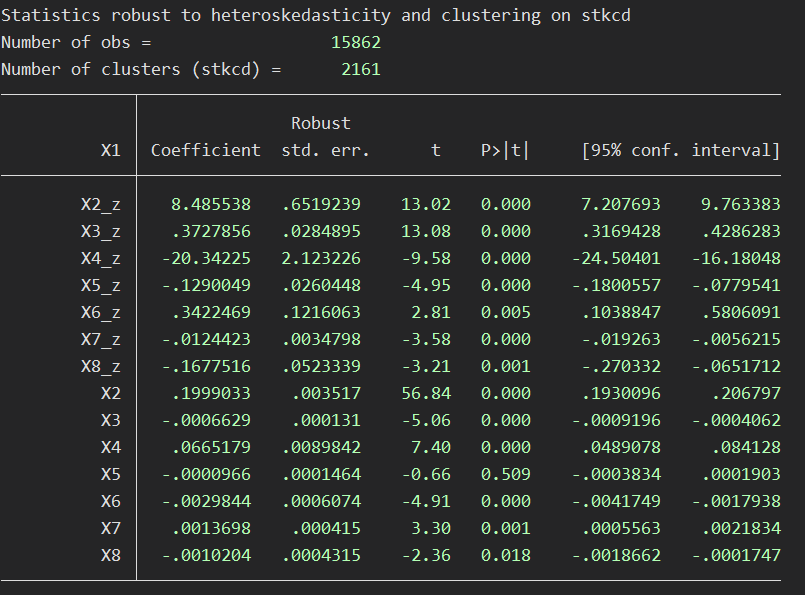 Statistics robust to heteroskedasticity and clustering on stkcd
Number of obs = 15862
Number of clusters (stkcd) = 2161
Robust
X1 Coefficient std. err. t P>|t| [95% conf. interval]
X2_z 8.485538 .6519239 13.02 0.000 7.207693 9.763383
X3_z .3727856 .0284895 13.08 0.000 .3169428 .4286283
X4_z -20.34225 2.123226 -9.58 0.000 -24.50401 -16.18048
X5_z -.1290049 .0260448 -4.95 0.000 -.1800557 -.0779541
X6_z .3422469 .1216063 2.81 0.005 .1038847 .5806091
X7_z -.0124423 .0034798 -3.58 0.000 -.019263 -.0056215
X8_z -.1677516 .0523339 -3.21 0.001 -.270332 -.0651712
X2 .1999033 .003517 56.84 0.000 .1930096 .206797
X3 -.0006629 .000131 -5.06 0.000 -.0009196 -.0004062
X4 .0665179 .0089842 7.40 0.000 .0489078 .084128
X5 -.0000966 .0001464 -0.66 0.509 -.0003834 .0001903
X6 -.0029844 .0006074 -4.91 0.000 -.0041749 -.0017938
X7 .0013698 .000415 3.30 0.001 .0005563 .0021834
X8 -.0010204 .0004315 -2.36 0.018 -.0018662 -.0001747